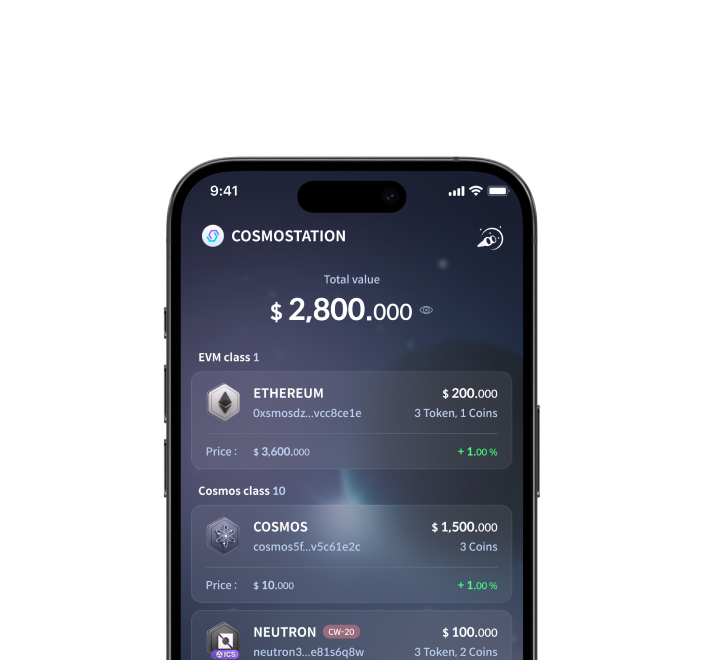 9:41
COSMOSTATION
Total value
$ 2,800.000
EVM class 1
ETHEREUM $ 200.000
0xsmosdz...vcc8ce1e 3 Token, 1 Coins
Price : $ 3,600.000 + 1.00 %
Cosmos class 10
COSMOS $ 1,500.000
cosmos5f...v5c61e2c 3 Coins
Price : $ 10.000 + 1.00 %
NEUTRON CW-20 $ 100.000
ICS neutron3...e81s6q8w 3 Token, 2 Coins